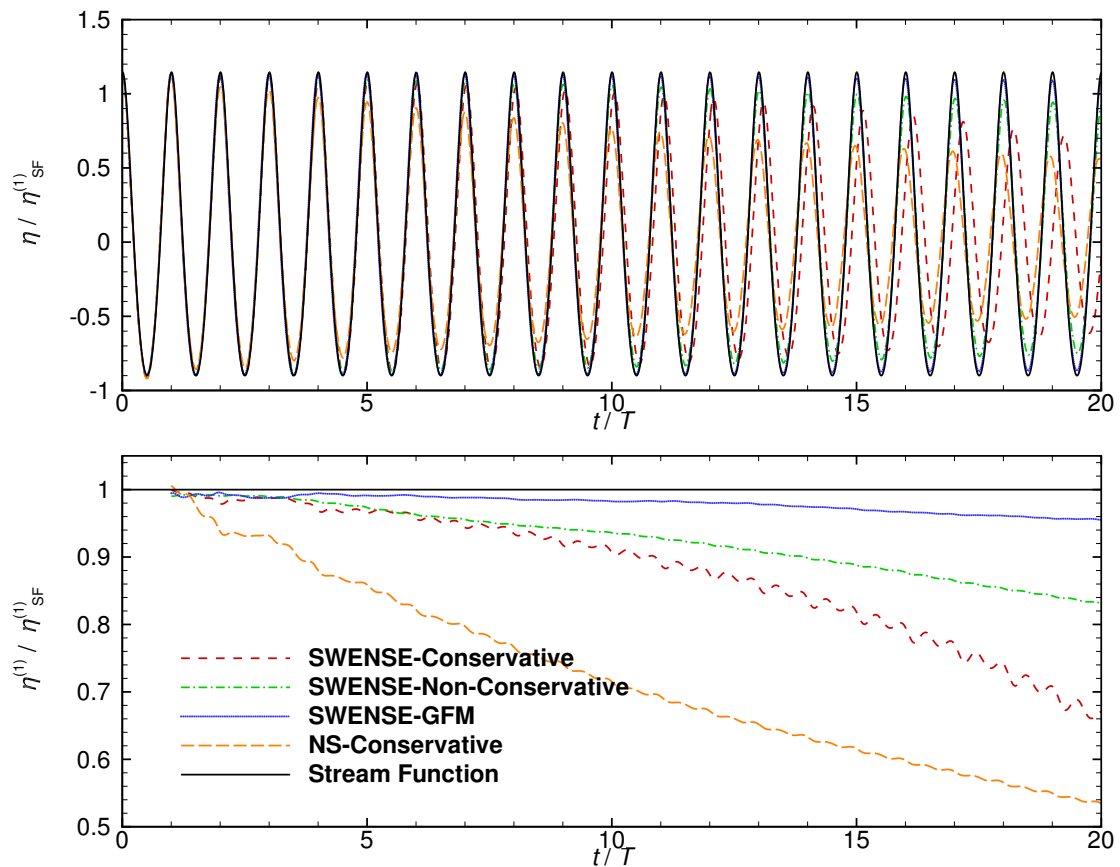 1.5
1
0.5
0
-0.5
-1
η / η(1)SF
0 5 10 15 20
t / T
1
0.9
0.8
0.7
0.6
0.5
η(1) / η(1)SF
SWENSE-Conservative
SWENSE-Non-Conservative
SWENSE-GFM
NS-Conservative
Stream Function
0 5 10 15 20
t / T